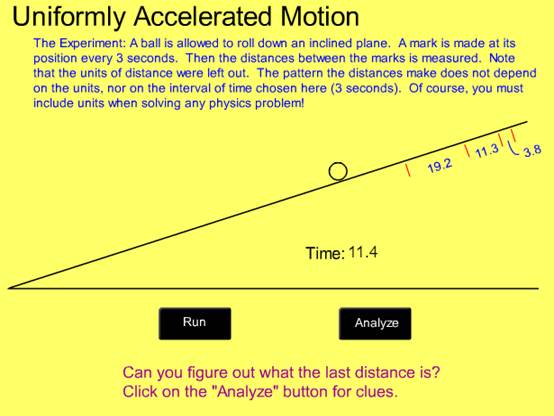 Uniformly Accelerated Motion
The Experiment: A ball is allowed to roll down an inclined plane. A mark is made at its
position every 3 seconds. Then the distances between the marks is measured. Note
that the units of distance were left out. The pattern the distances make does not depend
on the units, nor on the interval of time chosen here (3 seconds). Of course, you must
include units when solving any physics problem!
19.2 11.3 3.8
Time: 11.4
Run Analyze
Can you figure out what the last distance is?
Click on the "Analyze" button for clues.